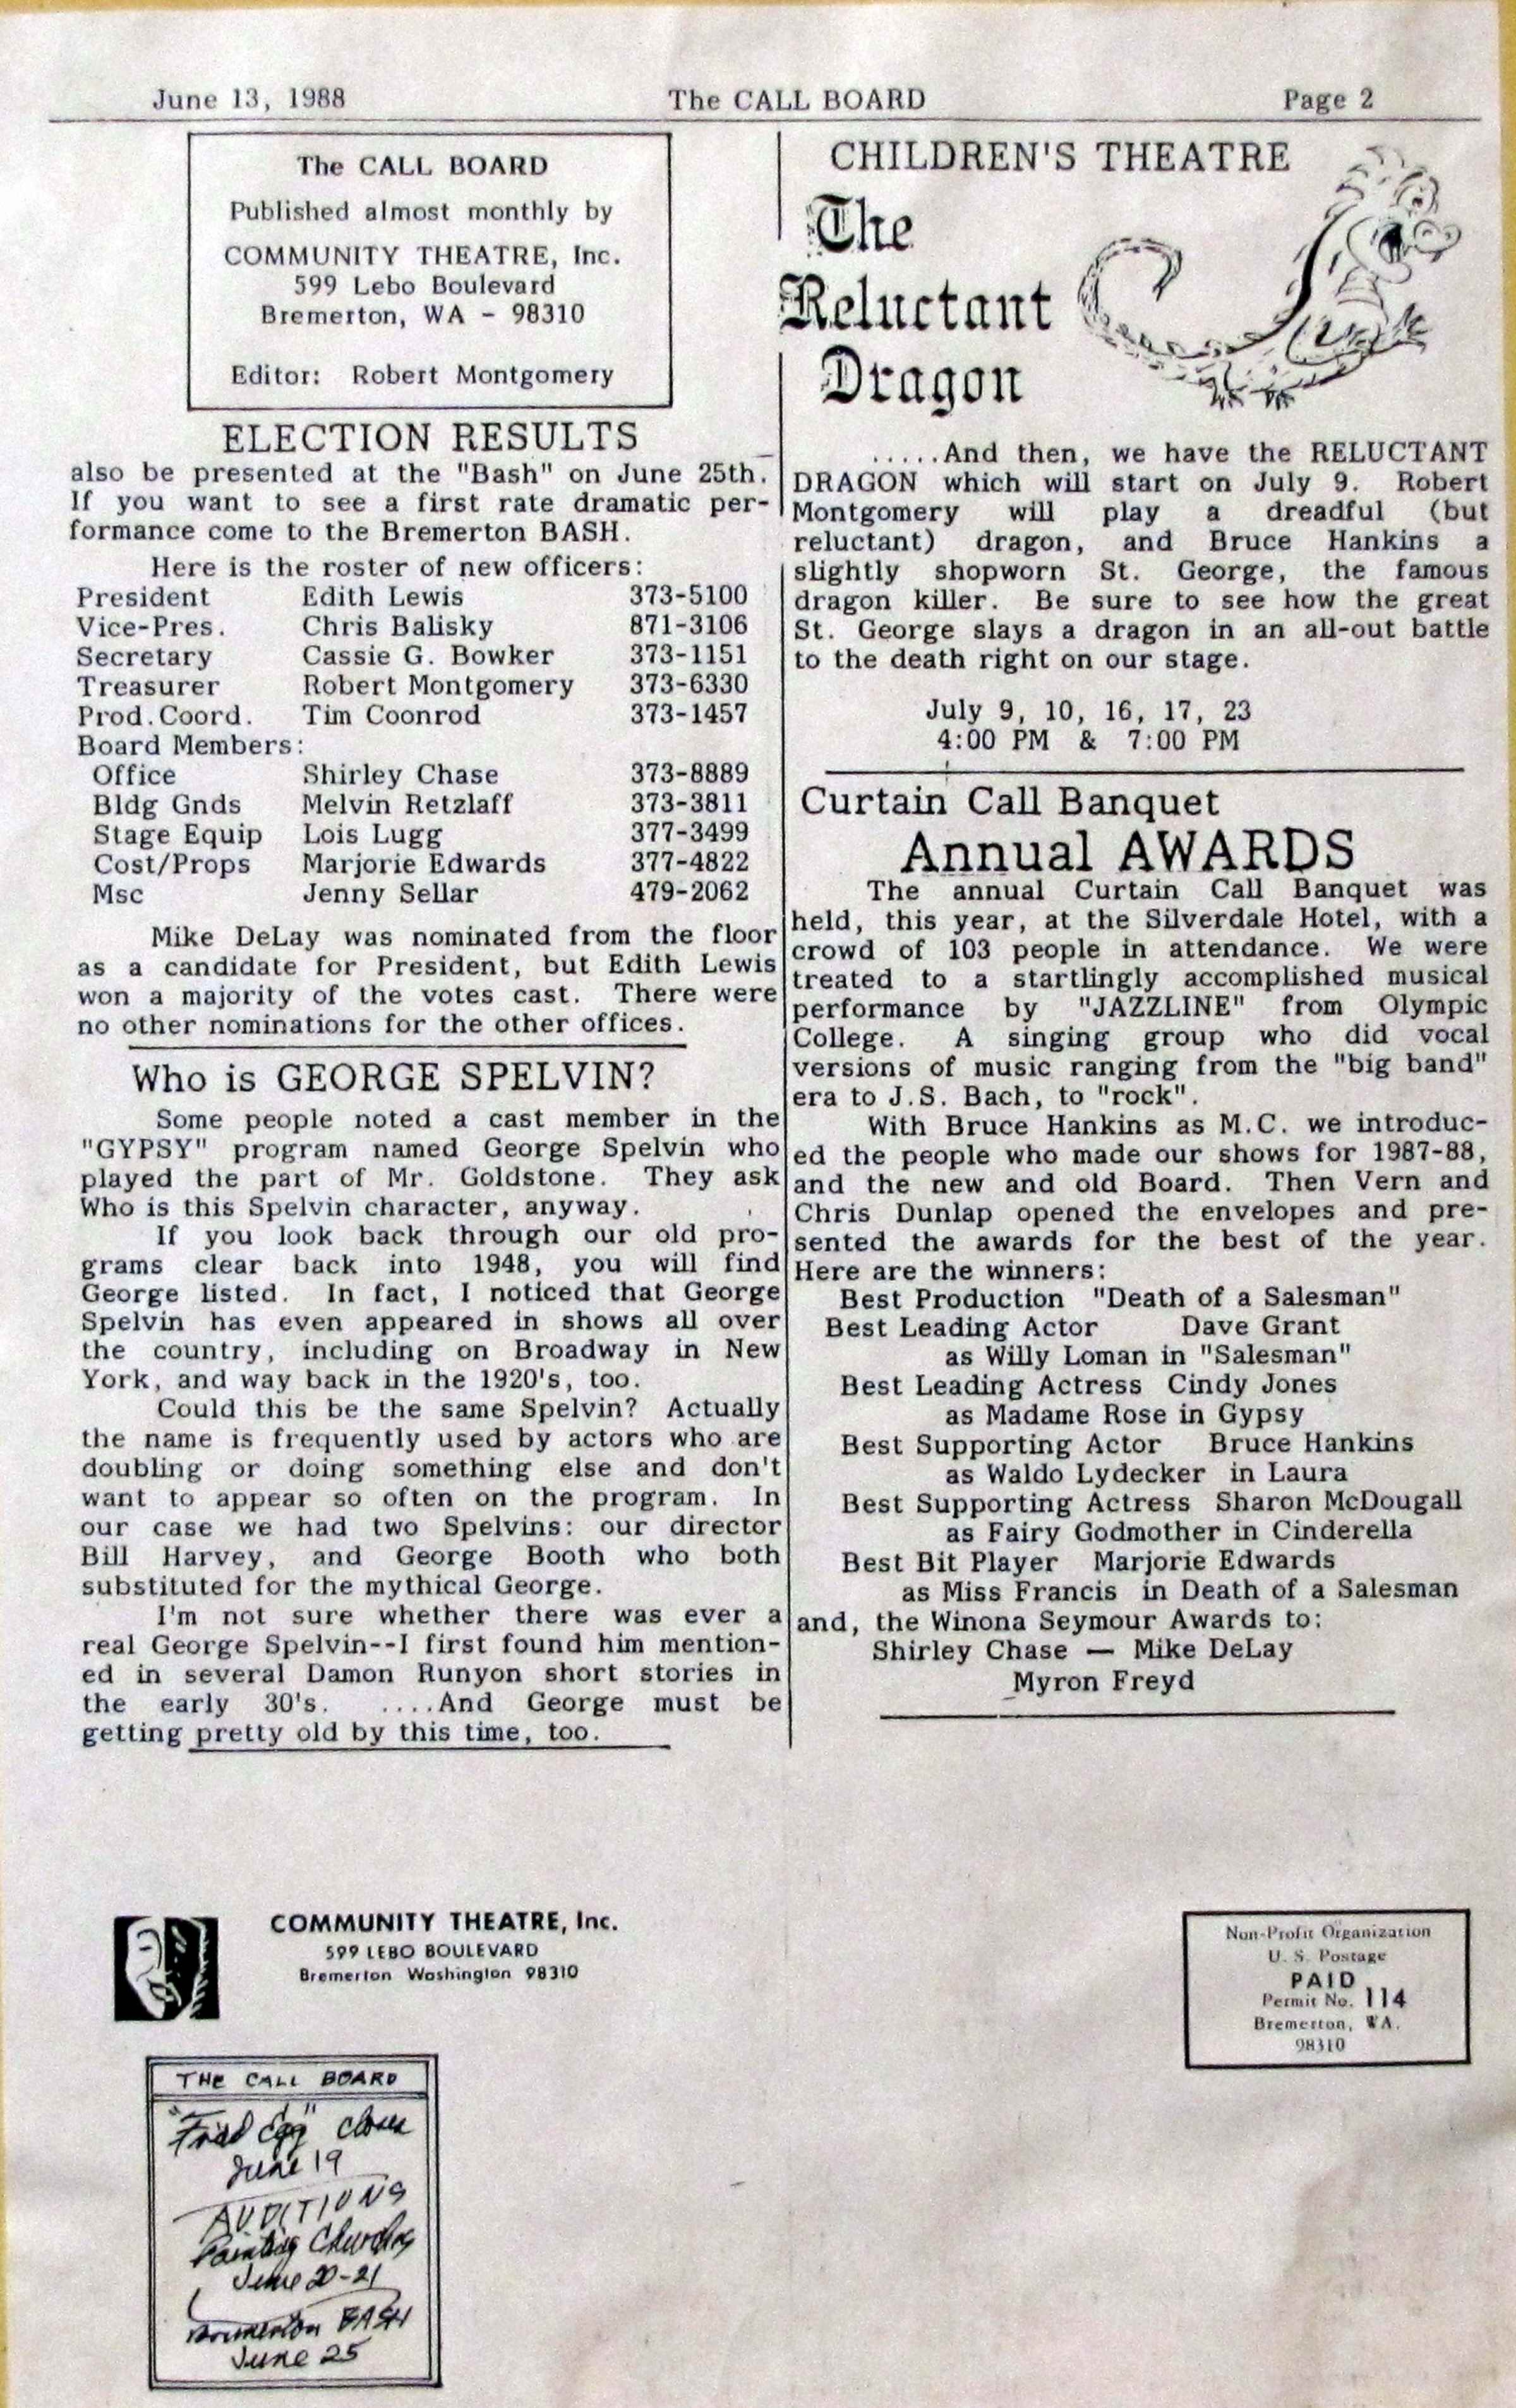 June 13, 1988 The CALL BOARD Page 2
The CALL BOARD
Published almost monthly by
COMMUNITY THEATRE, Inc.
599 Lebo Boulevard
Bremerton, WA - 98310
Editor: Robert Montgomery
ELECTION RESULTS
also be presented at the "Bash" on June 25th.
If you want to see a first rate dramatic per-
formance come to the Bremerton BASH.
Here is the roster of new officers:
President Edith Lewis 373-5100
Vice-Pres. Chris Balisky 871-3106
Secretary Cassie G. Bowker 373-1151
Treasurer Robert Montgomery 373-6330
Prod.Coord. Tim Coonrod 373-1457
Board Members:
Office Shirley Chase 373-8889
Bldg Gnds Melvin Retzlaff 373-3811
Stage Equip Lois Lugg 377-3499
Cost/Props Marjorie Edwards 377-4822
Msc Jenny Sellar 479-2062
Mike DeLay was nominated from the floor
as a candidate for President, but Edith Lewis
won a majority of the votes cast. There were
no other nominations for the other offices.
Who is GEORGE SPELVIN?
Some people noted a cast member in the
"GYPSY" program named George Spelvin who
played the part of Mr. Goldstone. They ask
Who is this Spelvin character, anyway.
If you look back through our old pro-
grams clear back into 1948, you will find
George listed. In fact, I noticed that George
Spelvin has even appeared in shows all over
the country, including on Broadway in New
York, and way back in the 1920's, too.
Could this be the same Spelvin? Actually
the name is frequently used by actors who are
doubling or doing something else and don't
want to appear so often on the program. In
our case we had two Spelvins: our director
Bill Harvey, and George Booth who both
substituted for the mythical George.
I'm not sure whether there was ever a
real George Spelvin--I first found him mention-
ed in several Damon Runyon short stories in
the early 30's. ....And George must be
getting pretty old by this time, too.
CHILDREN'S THEATRE
The
Reluctant
Dragon
.....And then, we have the RELUCTANT
DRAGON which will start on July 9. Robert
Montgomery will play a dreadful (but
reluctant) dragon, and Bruce Hankins a
slightly shopworn St. George, the famous
dragon killer. Be sure to see how the great
St. George slays a dragon in an all-out battle
to the death right on our stage.
July 9, 10, 16, 17, 23
4:00 PM & 7:00 PM
Curtain Call Banquet
Annual AWARDS
The annual Curtain Call Banquet was
held, this year, at the Silverdale Hotel, with a
crowd of 103 people in attendance. We were
treated to a startlingly accomplished musical
performance by "JAZZLINE" from Olympic
College. A singing group who did vocal
versions of music ranging from the "big band"
era to J.S. Bach, to "rock".
With Bruce Hankins as M.C. we introduc-
ed the people who made our shows for 1987-88,
and the new and old Board. Then Vern and
Chris Dunlap opened the envelopes and pre-
sented the awards for the best of the year.
Here are the winners:
Best Production "Death of a Salesman"
Best Leading Actor Dave Grant
as Willy Loman in "Salesman"
Best Leading Actress Cindy Jones
as Madame Rose in Gypsy
Best Supporting Actor Bruce Hankins
as Waldo Lydecker in Laura
Best Supporting Actress Sharon McDougall
as Fairy Godmother in Cinderella
Best Bit Player Marjorie Edwards
as Miss Francis in Death of a Salesman
and, the Winona Seymour Awards to:
Shirley Chase — Mike DeLay
Myron Freyd
COMMUNITY THEATRE, Inc.
599 LEBO BOULEVARD
Bremerton Washington 98310
Non-Profit Organization
U. S. Postage
PAID
Permit No. 114
Bremerton, WA.
98310
THE CALL BOARD
"Fried Egg" closes
June 19
AUDITIONS
Painting Churches
June 20-21
Bremerton BASH
June 25